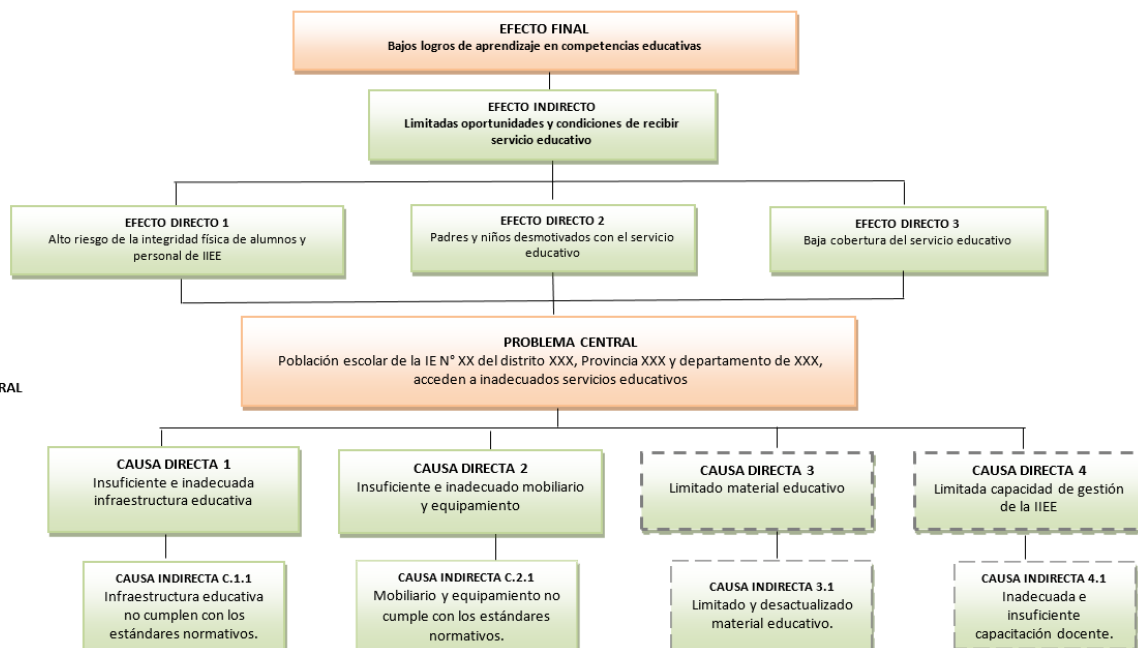 EFECTO FINAL
Bajos logros de aprendizaje en competencias educativas
EFECTO INDIRECTO
Limitadas oportunidades y condiciones de recibir
servicio educativo
EFECTO DIRECTO 1
Alto riesgo de la integridad física de alumnos y
personal de IIEE
EFECTO DIRECTO 2
Padres y niños desmotivados con el servicio
educativo
EFECTO DIRECTO 3
Baja cobertura del servicio educativo
PROBLEMA CENTRAL
Población escolar de la IE N° XX del distrito XXX, Provincia XXX y departamento de XXX,
acceden a inadecuados servicios educativos
RAL
CAUSA DIRECTA 1
Insuficiente e inadecuada
infraestructura educativa
CAUSA DIRECTA 2
Insuficiente e inadecuado mobiliario
y equipamiento
CAUSA DIRECTA 3
Limitado material educativo
CAUSA DIRECTA 4
Limitada capacidad de gestión
de la IIEE
CAUSA INDIRECTA C.1.1
Infraestructura educativa
no cumplen con los
estándares normativos.
CAUSA INDIRECTA C.2.1
Mobiliario y equipamiento no
cumple con los estándares
normativos.
CAUSA INDIRECTA 3.1
Limitado y desactualizado
material educativo.
CAUSA INDIRECTA 4.1
Inadecuada e
insuficiente
capacitación docente.